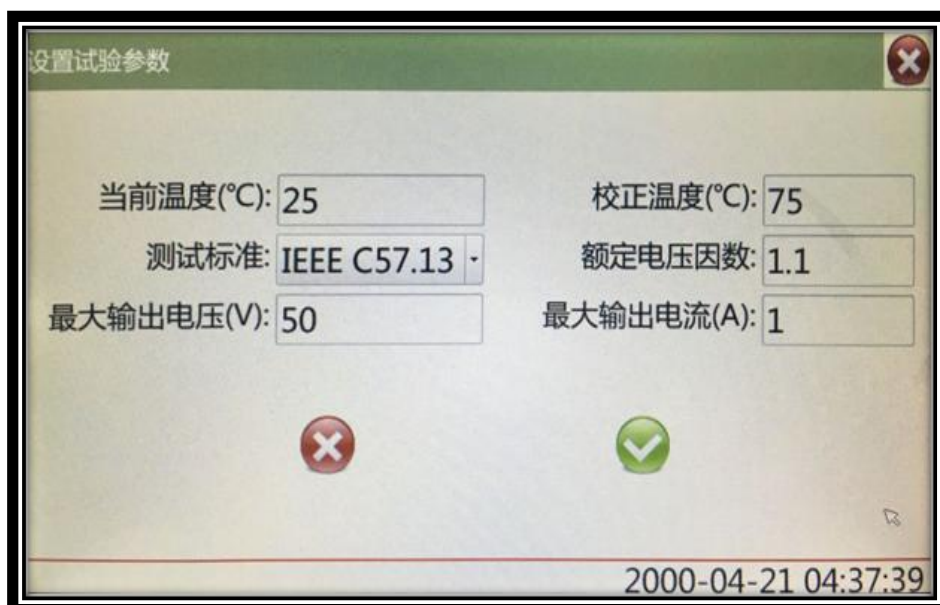 设置试验参数
当前温度(℃): 25 校正温度(℃): 75
测试标准: IEEE C57.13 额定电压因数: 1.1
最大输出电压(V): 50 最大输出电流(A): 1
2000-04-21 04:37:39